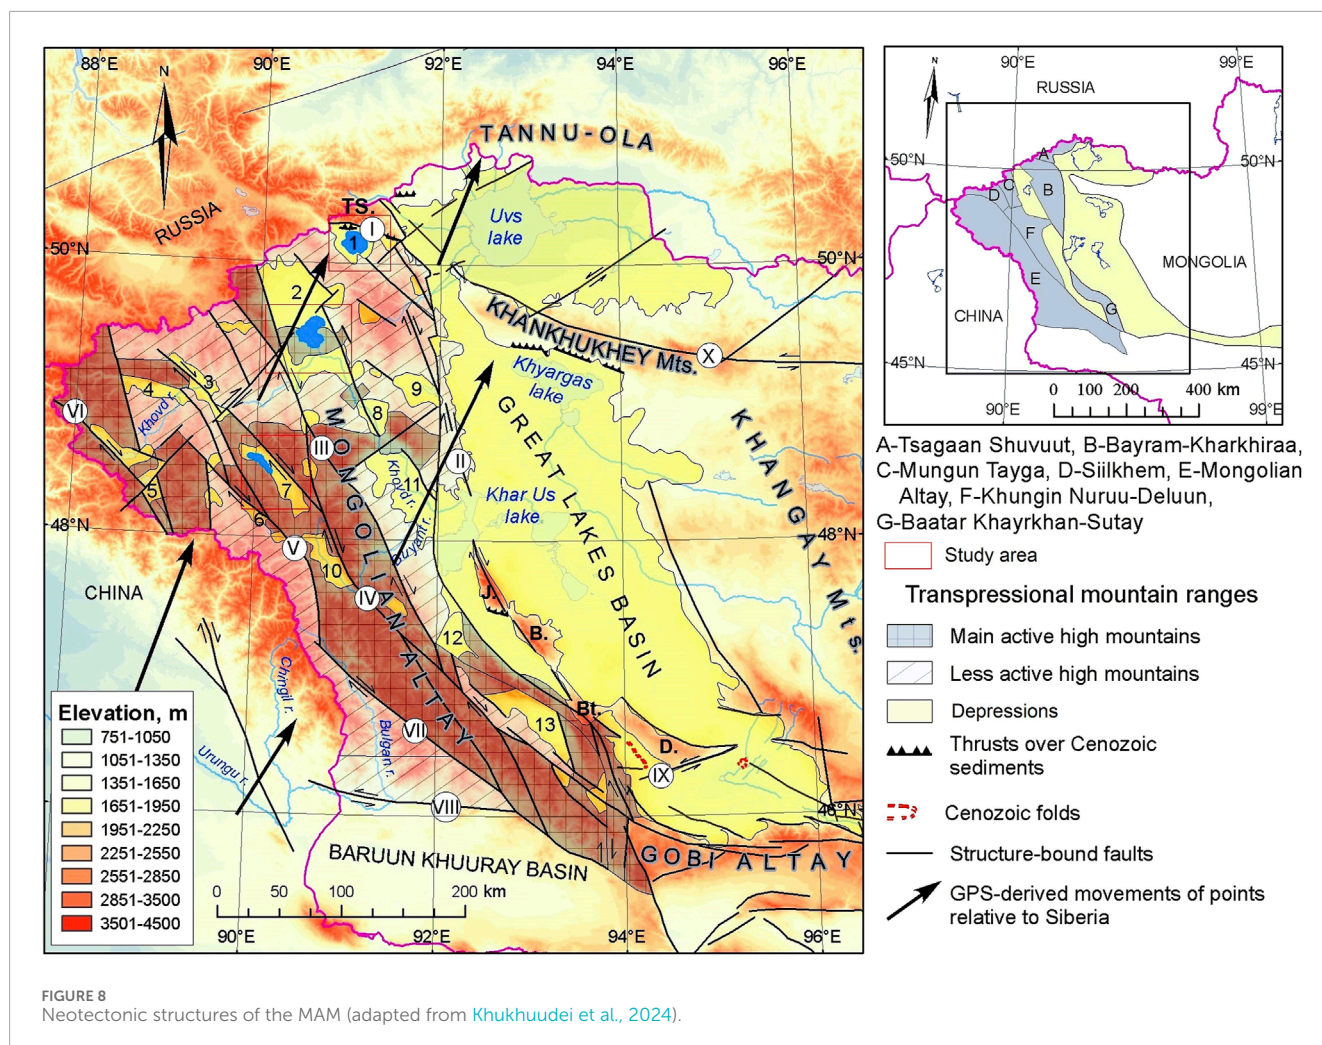 88°E
90°E
92°E
94°E
96°E
N
TANNU-OLA
RUSSIA
TS.
I
1
Uvs
lake
50°N
50°N
2
KHANKHUKHEY Mts.
X
Khyargas
lake
3
4
9
8
VI
Khovd r.
III
II
11
Khovd r.
GREAT LAKES BASIN
KHANGAY Mts.
Khar Us
lake
5
7
6
48°N
48°N
V
Buryant r.
10
MONGOLIAN ALTAY
IV
CHINA
J.
B.
12
Chingil r.
Bt.
13
D.
IX
VII
Bulgan r.
Urungu r.
VIII
46°N
BARUUN KHUURAY BASIN
GOBI ALTAY
Elevation, m
751-1050
1051-1350
1351-1650
1651-1950
1951-2250
2251-2550
2551-2850
2851-3500
3501-4500
0 50 100 200 km
90°E
92°E
94°E
96°E
90°E
99°E
N
RUSSIA
50°N
50°N
A
B
C
D
F
E
G
MONGOLIA
CHINA
45°N
45°N
0 100 200 400 km
90°E
99°E
A-Tsagaan Shuvuut, B-Bayram-Kharkhiraa,
C-Mungun Tayga, D-Siilkhem, E-Mongolian
Altay, F-Khungin Nuruu-Deluun,
G-Baatar Khayrkhan-Sutay
Study area
Transpressional mountain ranges
Main active high mountains
Less active high mountains
Depressions
Thrusts over Cenozoic
sediments
Cenozoic folds
Structure-bound faults
GPS-derived movements of points
relative to Siberia
FIGURE 8
Neotectonic structures of the MAM (adapted from Khukhuudei et al., 2024).